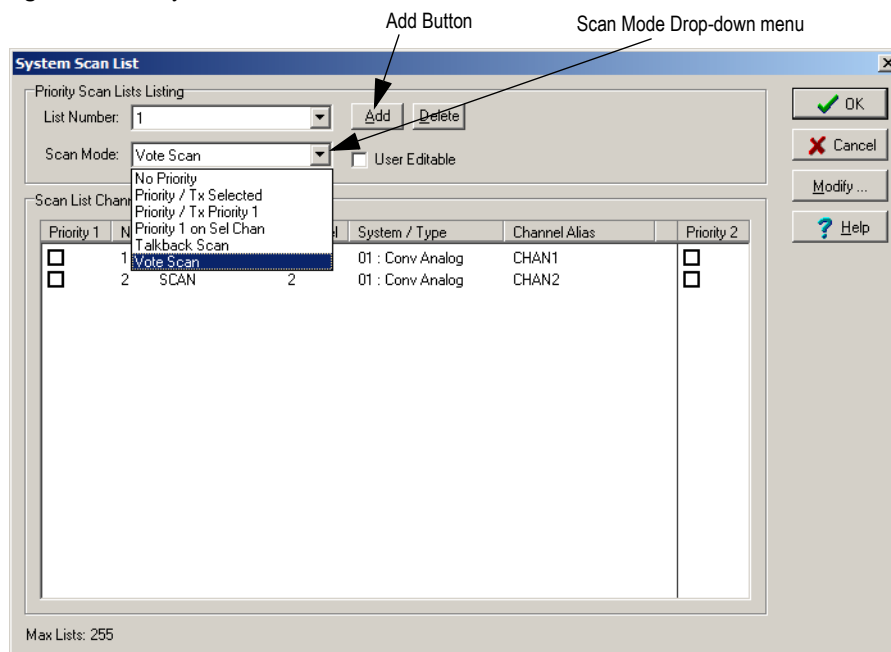 Add Button
Scan Mode Drop-down menu
System Scan List
Priority Scan Lists Listing
List Number: 1
Add Delete
Scan Mode: Vote Scan
User Editable
No Priority
Priority / Tx Selected
Priority / Tx Priority 1
Priority 1 on Sel Chan
Talkback Scan
Vote Scan
Scan List Chann
Priority 1 N el System / Type Channel Alias Priority 2
1 01 : Conv Analog CHAN1
2 SCAN 2 01 : Conv Analog CHAN2
OK
Cancel
Modify ...
? Help
Max Lists: 255